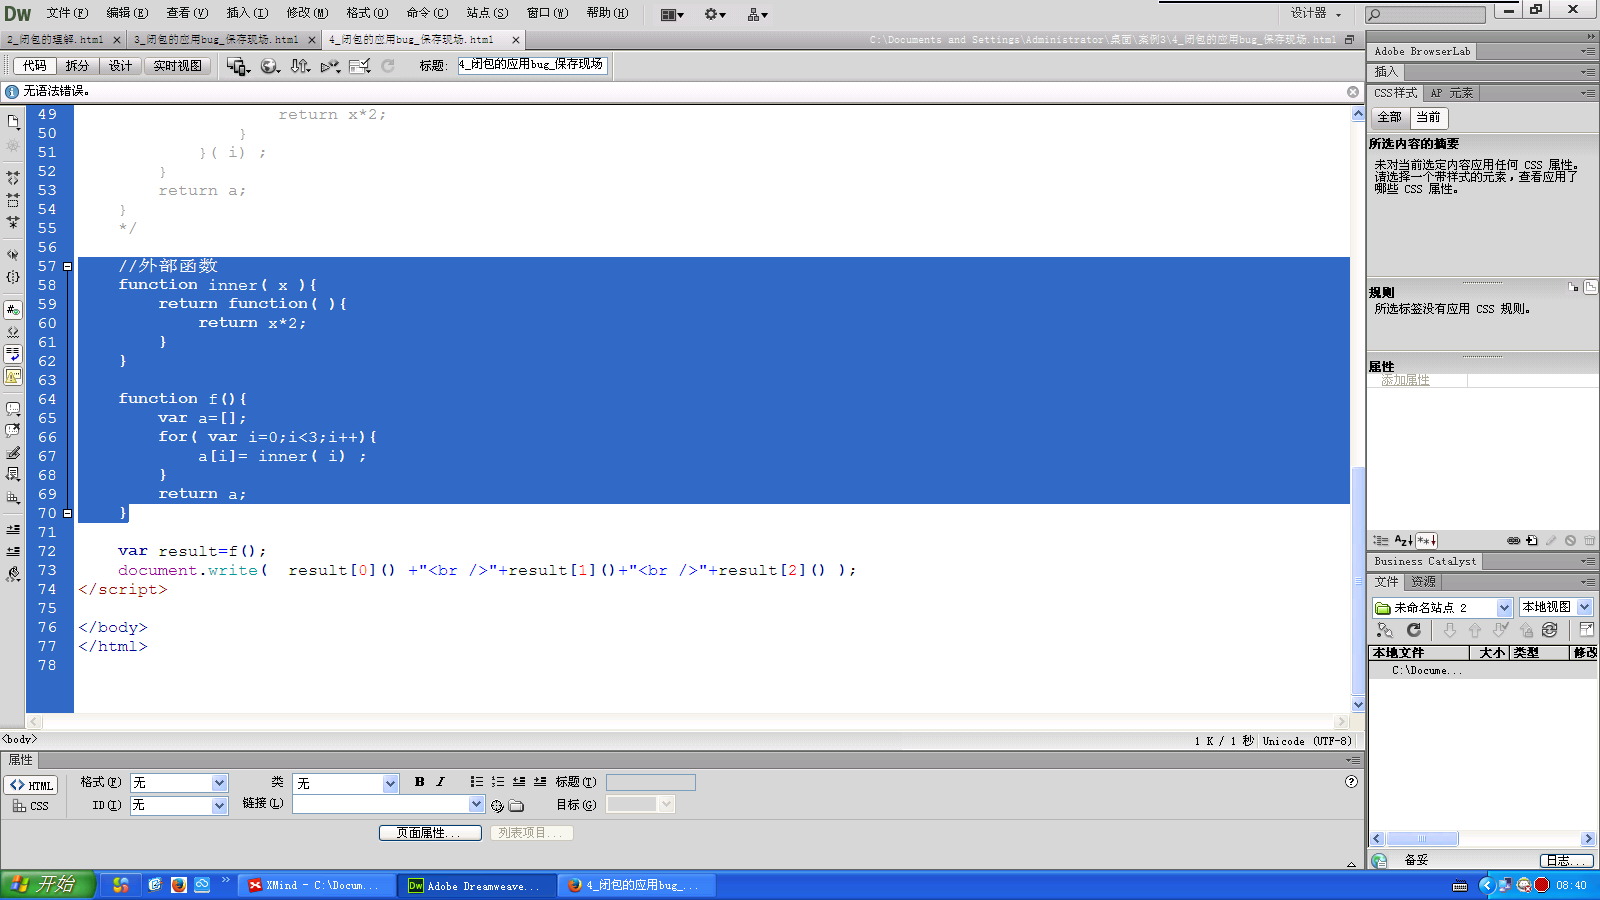 Dw 文件(F) 编辑(E) 查看(V) 插入(I) 修改(M) 格式(O) 命令(C) 站点(S) 窗口(W) 帮助(H) 设计器
2_闭包的理解.html 3_闭包的应用bug_保存现场.html 4_闭包的应用bug_保存现场.html C:\Documents and Settings\Administrator\桌面\案例3\4_闭包的应用bug_保存现场.html
代码 拆分 设计 实时视图 标题: 4_闭包的应用bug_保存现场
无语法错误。
49 return x*2;
50 }
51 }( i) ;
52 }
53 return a;
54 }
55 */
56
57 //外部函数
58 function inner( x ){
59 return function( ){
60 return x*2;
61 }
62 }
63
64 function f(){
65 var a=[];
66 for( var i=0;i<3;i++){
67 a[i]= inner( i) ;
68 }
69 return a;
70 }
71
72 var result=f();
73 document.write(  result[0]() +"<br />"+result[1]()+"<br />"+result[2]() );
74 </script>
75
76 </body>
77 </html>
78
<body> 1 K / 1 秒 Unicode (UTF-8)
属性
HTML 格式(F) 无 类 无 B I 标题(T)
CSS ID(I) 无 链接(L) 目标(G)
页面属性... 列表项目...
Adobe BrowserLab
插入
CSS样式 AP 元素
全部 当前
所选内容的摘要
未对当前选定内容应用任何 CSS 属性。
请选择一个带样式的元素，查看应用了
哪些 CSS 属性。
规则
所选标签没有应用 CSS 规则。
属性
添加属性
Business Catalyst
文件 资源
未命名站点 2 本地视图
本地文件 大小 类型 修改
C:\Docume...
备妥 日志...
开始 XMind - C:\Docum... Adobe Dreamweave... 4_闭包的应用bug_... 08:40